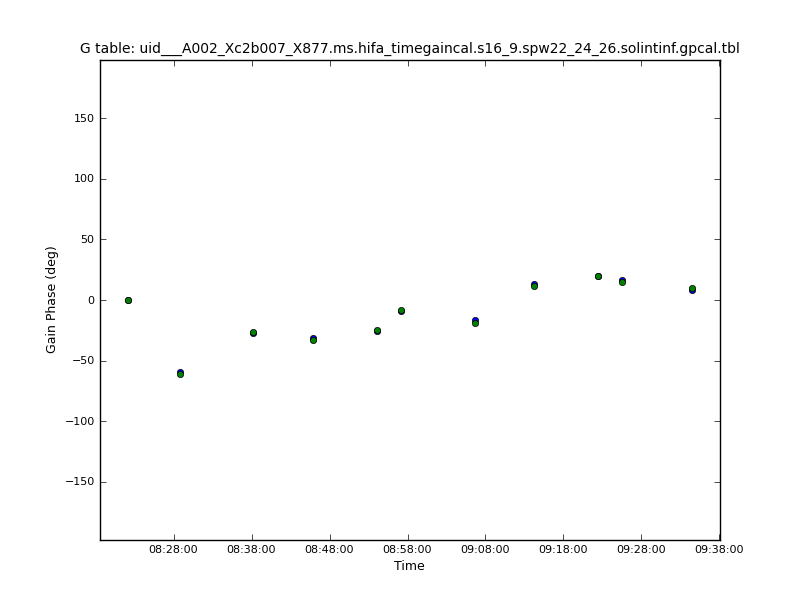 G table: uid___A002_Xc2b007_X877.ms.hifa_timegaincal.s16_9.spw22_24_26.solintinf.gpcal.tbl
150
100
50
0
−50
−100
−150
Gain Phase (deg)
08:28:00 08:38:00 08:48:00 08:58:00 09:08:00 09:18:00 09:28:00 09:38:00
Time